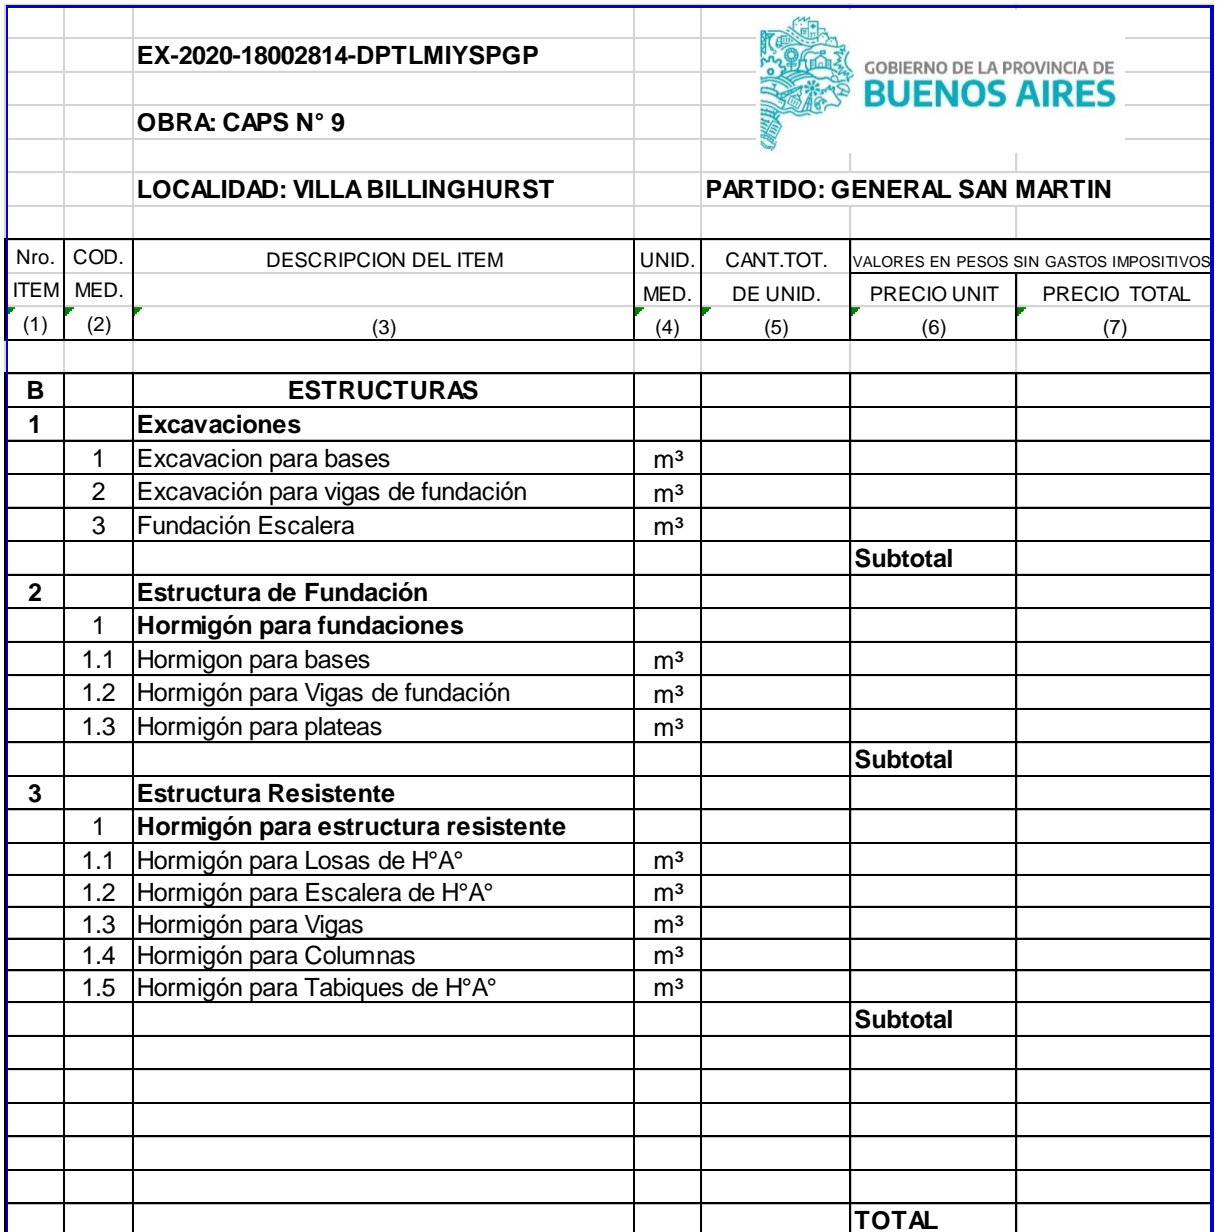 EX-2020-18002814-DPTLMIYSPGP
GOBIERNO DE LA PROVINCIA DE
BUENOS AIRES
OBRA: CAPS N° 9
LOCALIDAD: VILLA BILLINGHURST PARTIDO: GENERAL SAN MARTIN
Nro. COD. DESCRIPCION DEL ITEM UNID. CANT.TOT. VALORES EN PESOS SIN GASTOS IMPOSITIVOS
ITEM MED. MED. DE UNID. PRECIO UNIT PRECIO TOTAL
(1) (2) (3) (4) (5) (6) (7)
B ESTRUCTURAS
1 Excavaciones
1 Excavacion para bases m³
2 Excavación para vigas de fundación m³
3 Fundación Escalera m³
Subtotal
2 Estructura de Fundación
1 Hormigón para fundaciones
1.1 Hormigon para bases m³
1.2 Hormigón para Vigas de fundación m³
1.3 Hormigón para plateas m³
Subtotal
3 Estructura Resistente
1 Hormigón para estructura resistente
1.1 Hormigón para Losas de H°A° m³
1.2 Hormigón para Escalera de H°A° m³
1.3 Hormigón para Vigas m³
1.4 Hormigón para Columnas m³
1.5 Hormigón para Tabiques de H°A° m³
Subtotal
TOTAL